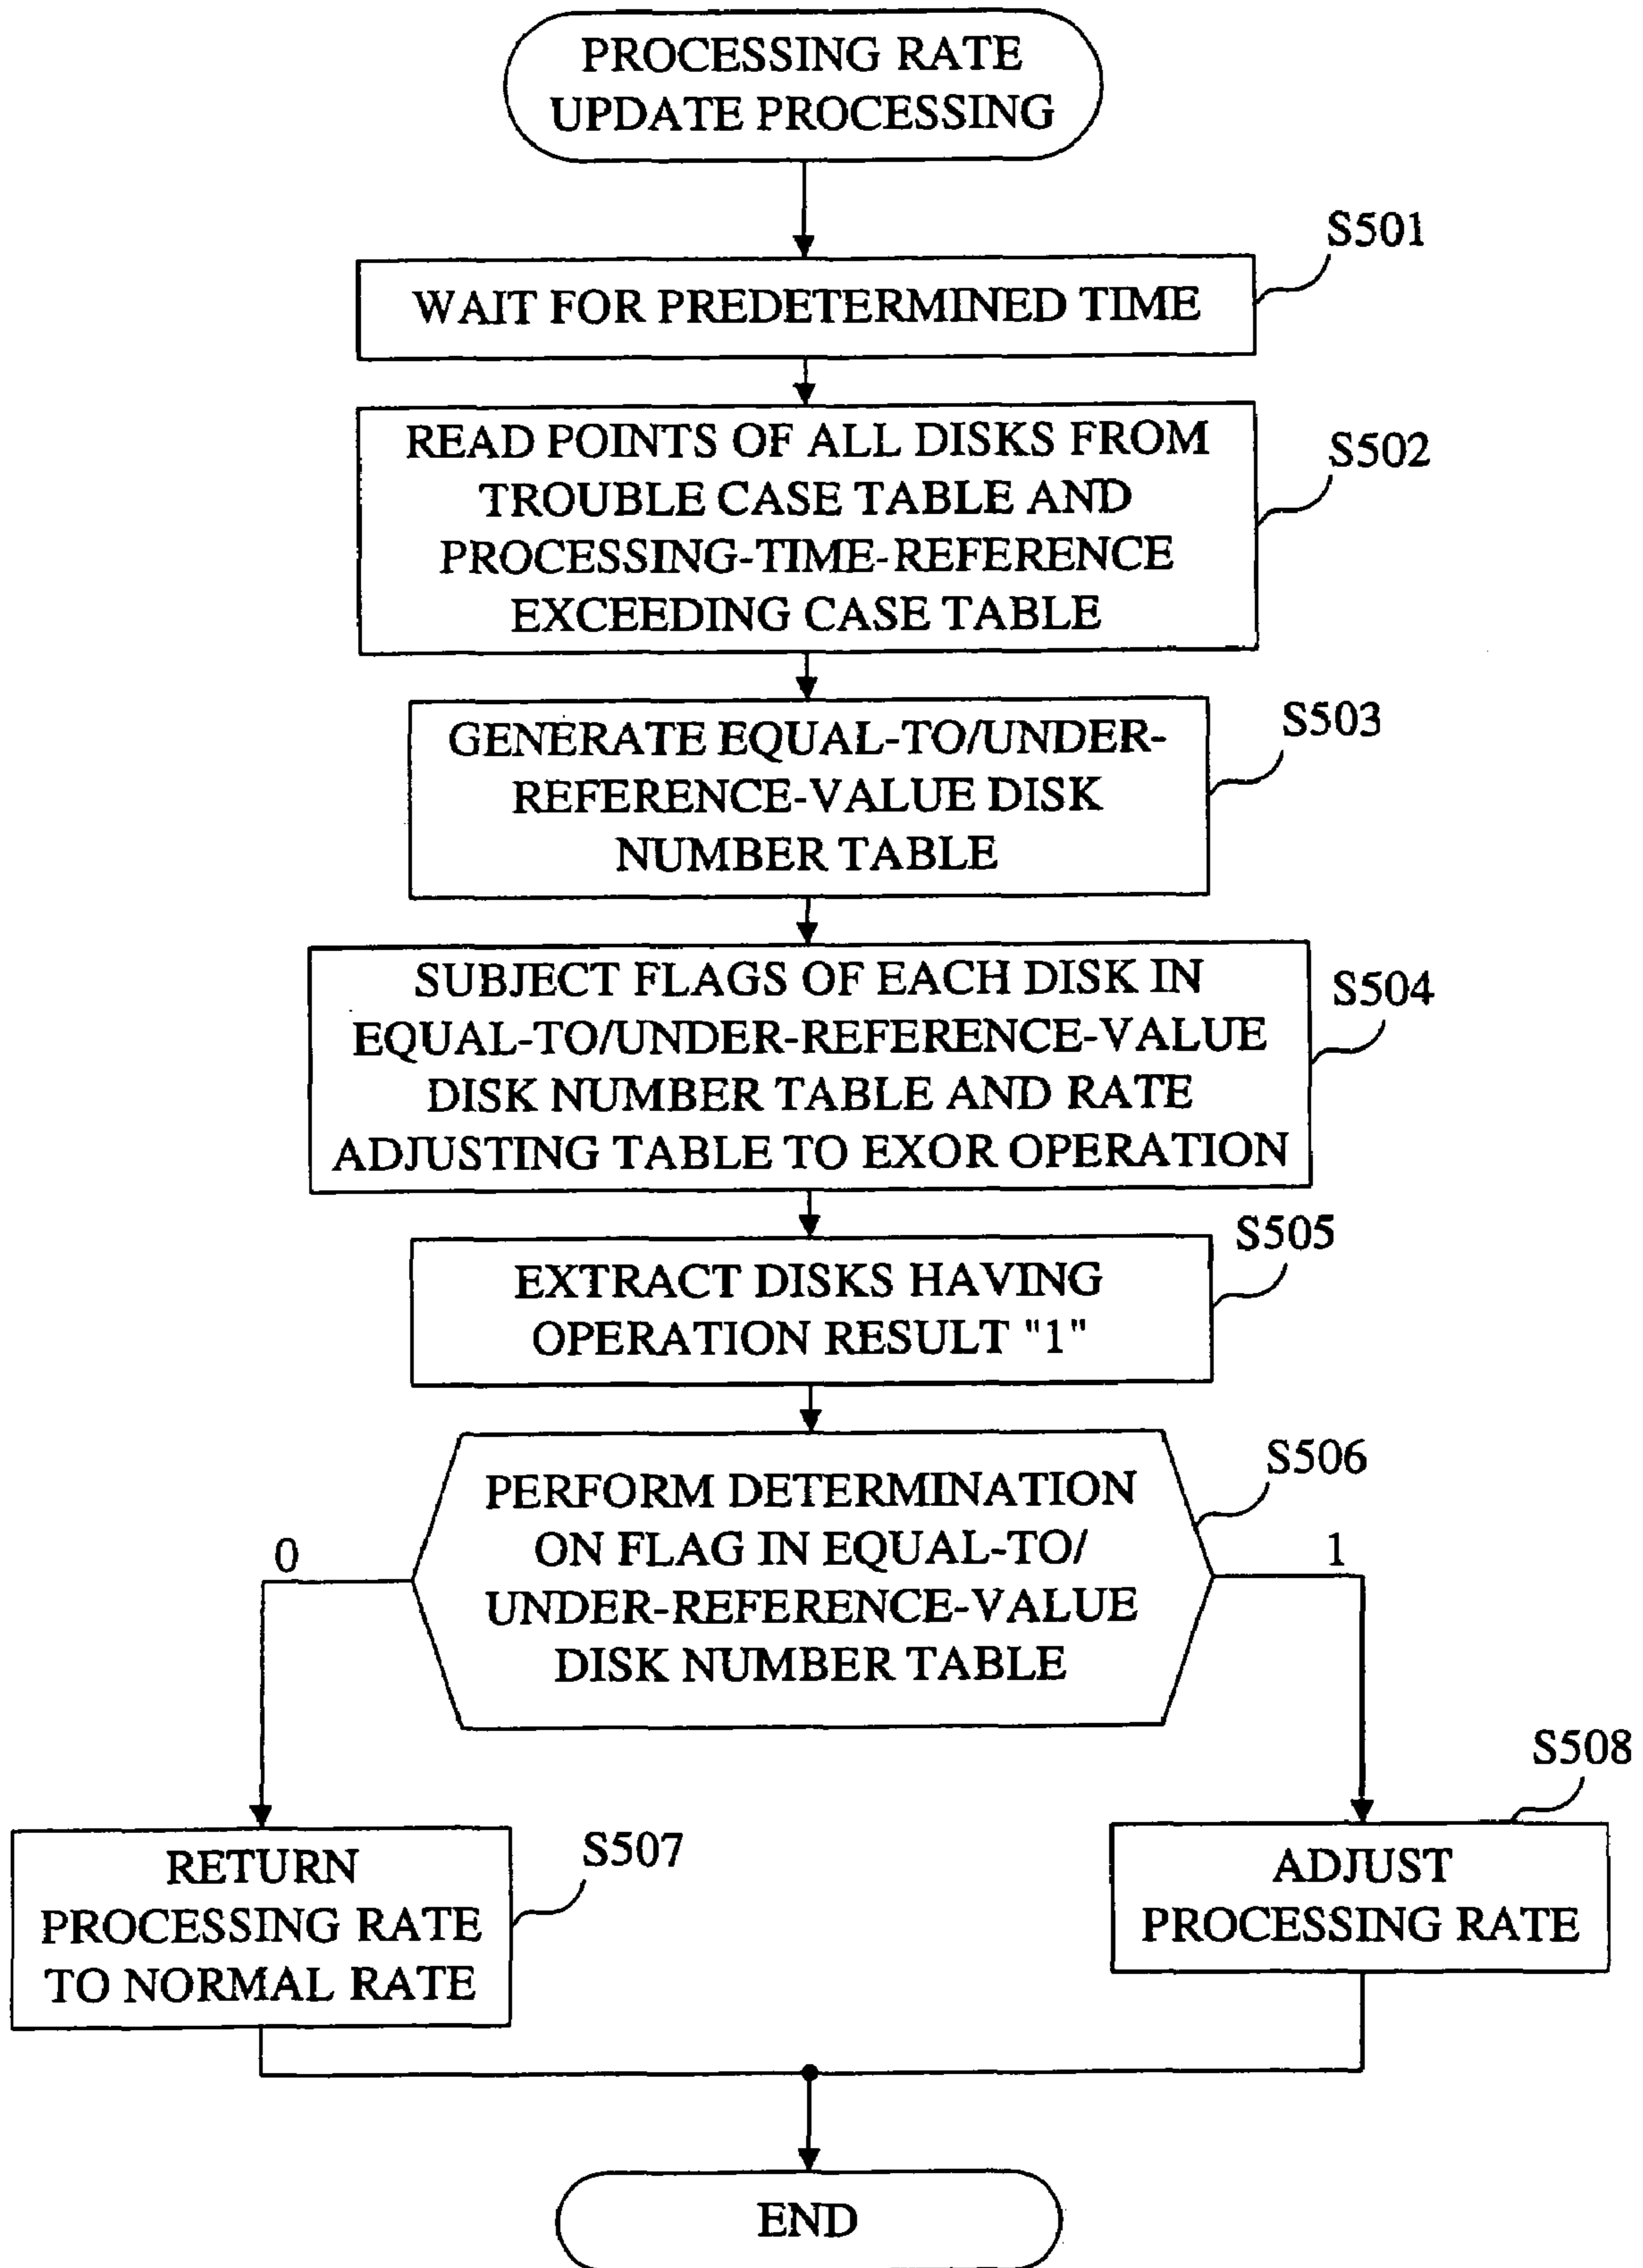 PROCESSING RATE
UPDATE PROCESSING
S501
WAIT FOR PREDETERMINED TIME
READ POINTS OF ALL DISKS FROM
TROUBLE CASE TABLE AND
PROCESSING-TIME-REFERENCE
EXCEEDING CASE TABLE
S502
GENERATE EQUAL-TO/UNDER-
REFERENCE-VALUE DISK
NUMBER TABLE
S503
SUBJECT FLAGS OF EACH DISK IN
EQUAL-TO/UNDER-REFERENCE-VALUE
DISK NUMBER TABLE AND RATE
ADJUSTING TABLE TO EXOR OPERATION
S504
EXTRACT DISKS HAVING
OPERATION RESULT "1"
S505
PERFORM DETERMINATION
ON FLAG IN EQUAL-TO/
UNDER-REFERENCE-VALUE
DISK NUMBER TABLE
S506
0
1
RETURN
PROCESSING RATE
TO NORMAL RATE
S507
ADJUST
PROCESSING RATE
S508
END